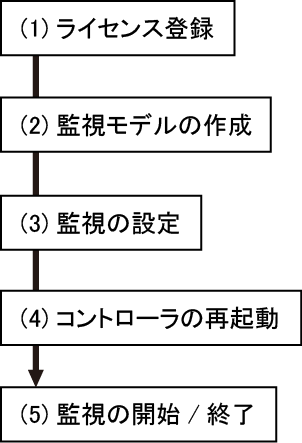 (1) ライセンス登録
(2) 監視モデルの作成
(3) 監視の設定
(4) コントローラの再起動
(5) 監視の開始 / 終了